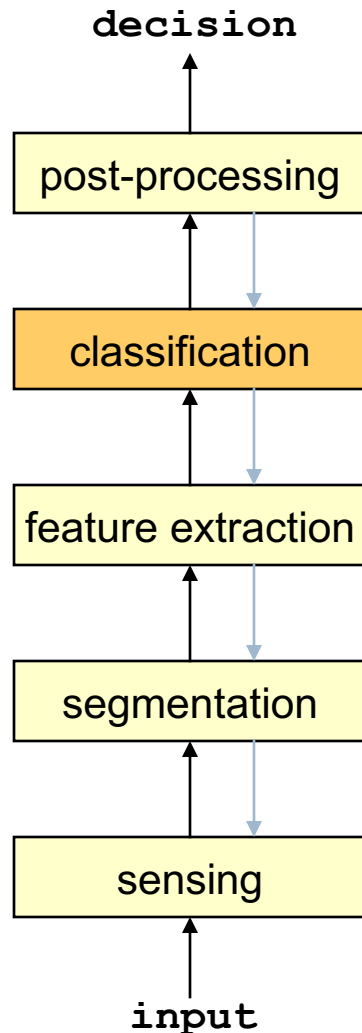 decision
post-processing
classification
feature extraction
segmentation
sensing
input